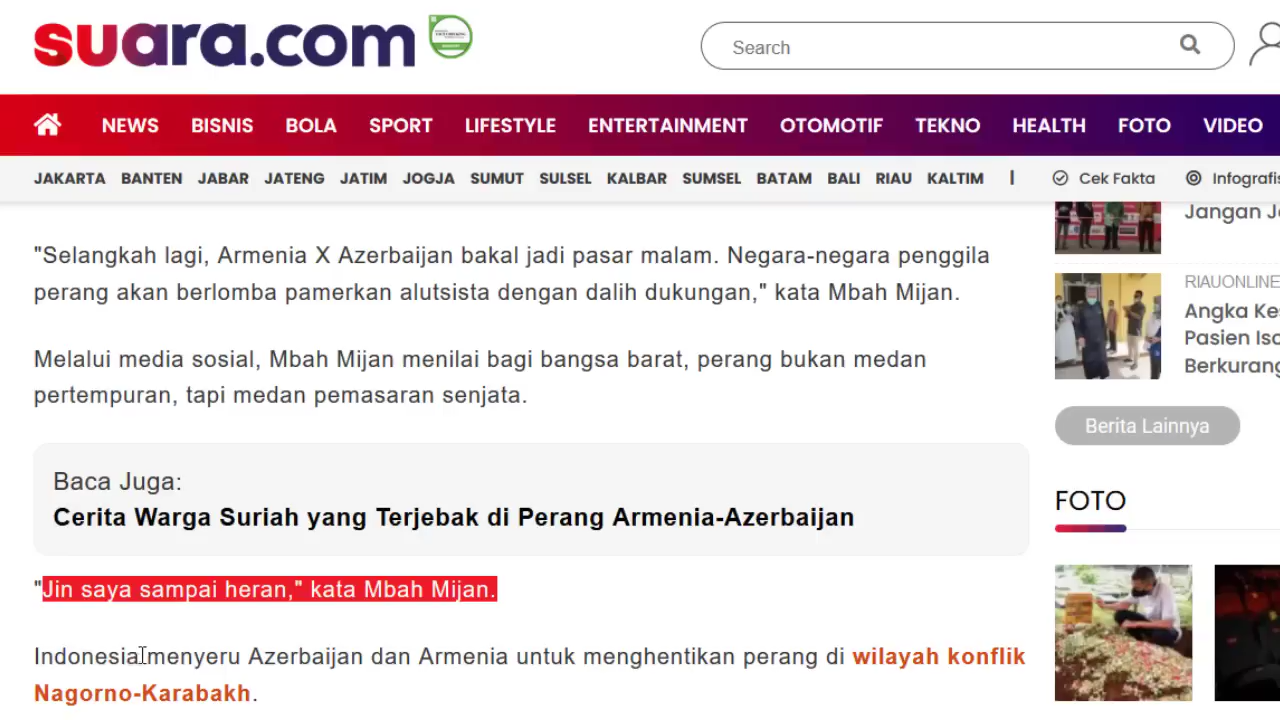 suara.com
Search
NEWS BISNIS BOLA SPORT LIFESTYLE ENTERTAINMENT OTOMOTIF TEKNO HEALTH FOTO VIDEO
JAKARTA BANTEN JABAR JATENG JATIM JOGJA SUMUT SULSEL KALBAR SUMSEL BATAM BALI RIAU KALTIM | Cek Fakta Infografis
"Selangkah lagi, Armenia X Azerbaijan bakal jadi pasar malam. Negara-negara penggila
perang akan berlomba pamerkan alutsista dengan dalih dukungan," kata Mbah Mijan.
Melalui media sosial, Mbah Mijan menilai bagi bangsa barat, perang bukan medan
pertempuran, tapi medan pemasaran senjata.
Baca Juga:
Cerita Warga Suriah yang Terjebak di Perang Armenia-Azerbaijan
"Jin saya sampai heran," kata Mbah Mijan.
Indonesia menyeru Azerbaijan dan Armenia untuk menghentikan perang di wilayah konflik
Nagorno-Karabakh.
Jangan
RIAUONLINE
Angka
Pasien
Berkurang
Berita Lainnya
FOTO